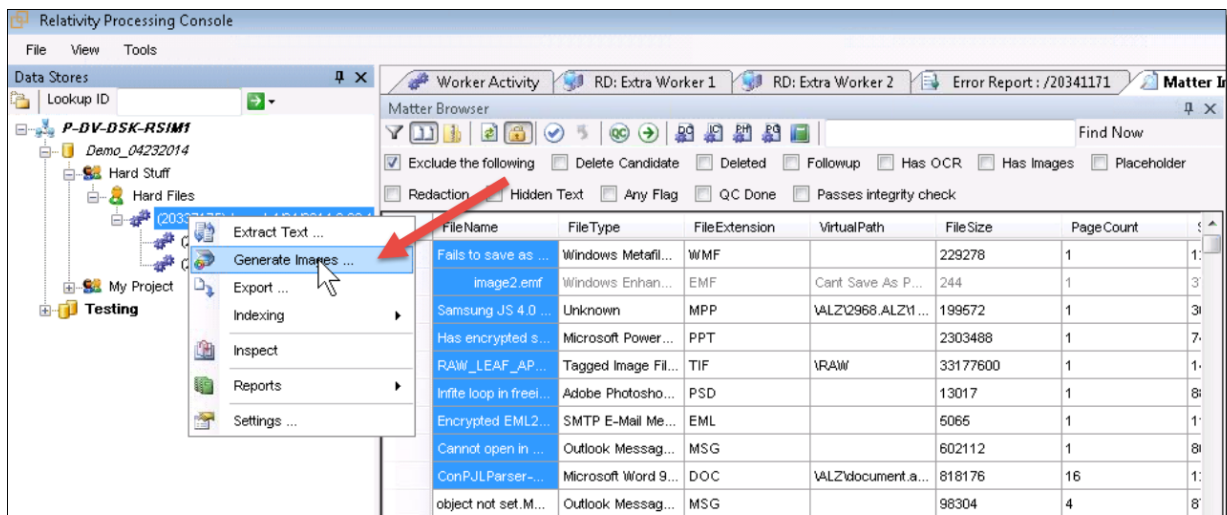 Relativity Processing Console
File View Tools
Data Stores
Lookup ID
P-DV-DSK-RSIM1
Demo_04232014
Hard Stuff
Hard Files
My Project
Testing
Extract Text ...
Generate Images ...
Export ...
Indexing
Inspect
Reports
Settings ...
Worker Activity RD: Extra Worker 1 RD: Extra Worker 2 Error Report : /20341171 Matter
Matter Browser
QC Find Now
Exclude the following Delete Candidate Deleted Followup Has OCR Has Images Placeholder
Redaction Hidden Text Any Flag QC Done Passes integrity check
FileName FileType FileExtension VirtualPath FileSize PageCount
Fails to save as ... Windows Metafil... WMF 229278 1
image2.emf Windows Enhan... EMF Cant Save As P... 244 1
Samsung JS 4.0 ... Unknown MPP \ALZ\2968.ALZ\1... 199572 1
Has encrypted s... Microsoft Power... PPT 2303488 1
RAW_LEAF_AP... Tagged Image Fil... TIF \RAW 33177600 1
Infite loop in freei... Adobe Photosho... PSD 13017 1
Encrypted EML2... SMTP E-Mail Me... EML 5065 1
Cannot open in ... Outlook Messag... MSG 602112 1
ConPJLParser-... Microsoft Word 9... DOC \ALZ\document.a... 818176 16
object not set.M... Outlook Messag... MSG 98304 4